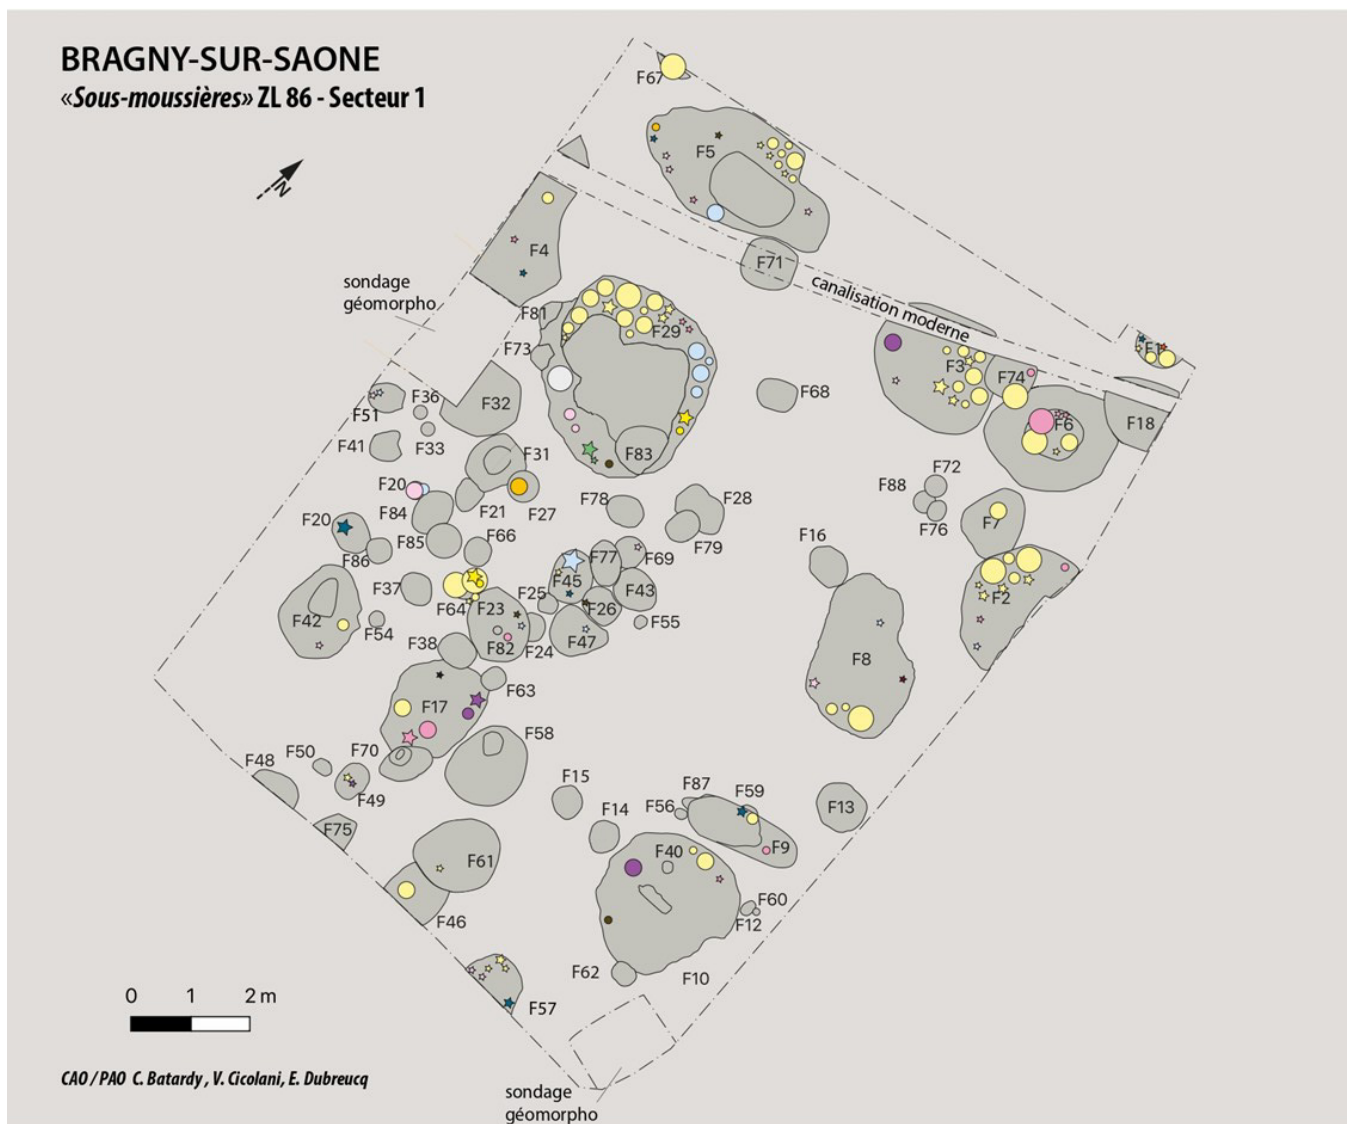 BRAGNY-SUR-SAONE
«Sous-moussières» ZL 86 - Secteur 1
N
F67
F5
F4
F71
sondage
géomorpho
canalisation moderne
F81
F29
F73
F3
F74
F1
F51
F36
F32
F68
F6
F18
F41
F33
F31
F83
F72
F20
F88
F84
F21
F27
F78
F28
F76
F7
F20
F85
F66
F79
F16
F86
F77
F69
F37
F45
F64
F23
F25
F26
F43
F2
F42
F54
F55
F38
F82
F24
F47
F8
F63
F17
F58
F48
F50
F70
F15
F87
F59
F49
F14
F56
F13
F75
F61
F40
F9
F46
F60
F12
F62
F10
F57
0 1 2 m
CAO / PAO C. Batardy , V. Cicolani, E. Dubreucq
sondage
géomorpho